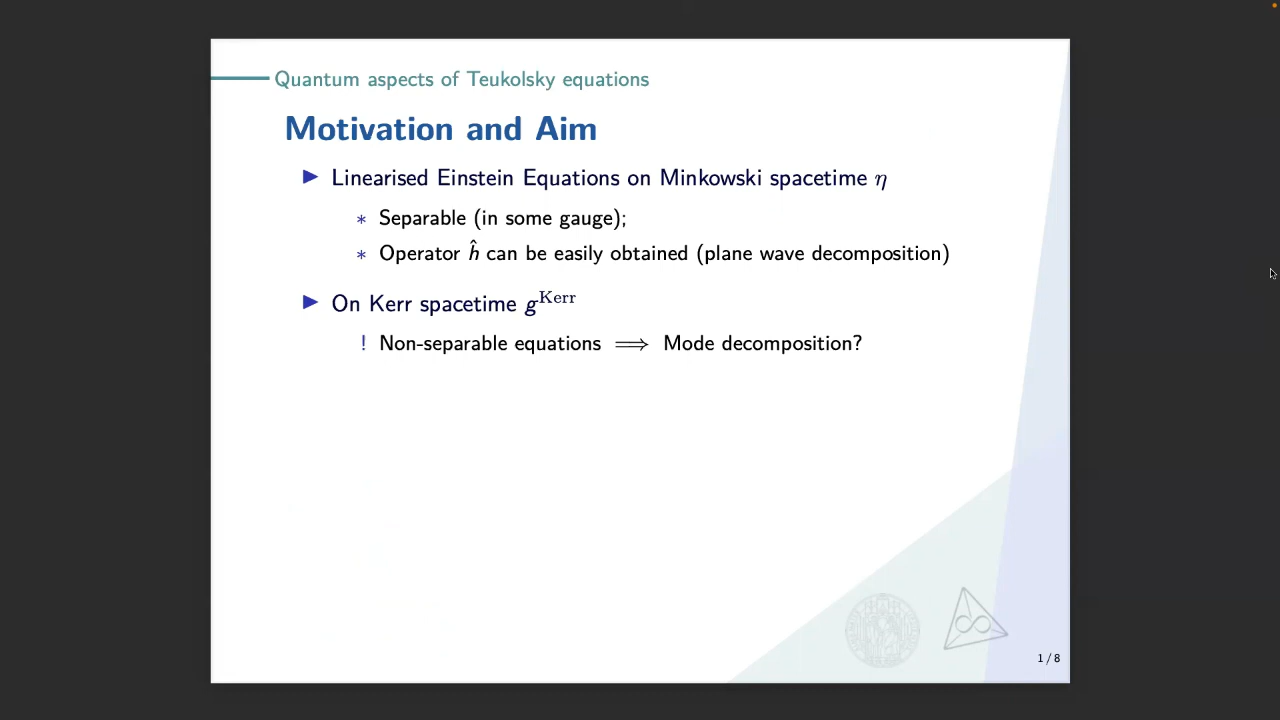 Quantum aspects of Teukolsky equations
Motivation and Aim
▶ Linearised Einstein Equations on Minkowski spacetime η
* Separable (in some gauge);
* Operator ĥ can be easily obtained (plane wave decomposition)
▶ On Kerr spacetime g^Kerr
! Non-separable equations ⟹ Mode decomposition?
1 / 8